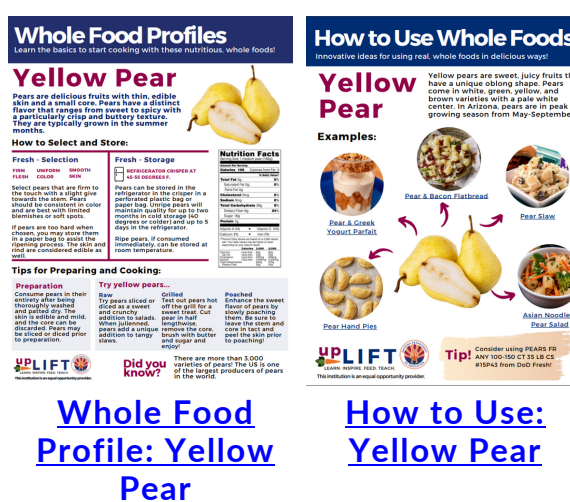 Whole Food Profiles
Learn the basics to start cooking with these nutritious, whole foods!
Yellow Pear
Pears are delicious fruits with thin, edible
skin and a small core. Pears have a distinct
flavor that ranges from sweet to spicy with
a particularly crisp and buttery texture.
They are typically grown in the summer
months.
How to Select and Store:
Fresh - Selection
FIRM UNIFORM SMOOTH
FLESH COLOR SKIN
Select pears that are firm to
the touch with a slight give
towards the stem. Pears
should be consistent in color
and are best with limited
blemishes or soft spots.
If pears are too hard when
chosen, you may store them
in a paper bag to assist the
ripening process. The skin and
rind are considered edible as
well.
Fresh - Storage
REFRIGERATOR CRISPER AT
45-55 DEGREES F.
Pears can be stored in the
refrigerator in the crisper in a
perforated plastic bag or
paper bag. Unripe pears will
maintain quality for up to two
months in cold storage (40
degrees or colder) and up to 5
days in the refrigerator.
Ripe pears, if consumed
immediately, can be stored at
room temperature.
Nutrition Facts
Calories 100
Total Fat 0g
Sodium 0mg
Protein 1g
Tips for Preparing and Cooking:
Preparation
Consume pears in their
entirety after being
thoroughly washed
and patted dry. The
skin is edible and mild,
and the core can be
discarded. Pears may
be sliced or diced prior
to preparation.
Try yellow pears...
Raw
Try pears sliced or
diced as a sweet
and crunchy
addition to salads.
When julienned,
pears add a unique
addition to tangy
slaws.
Grilled
Test out pears hot
off the grill for a
sweet treat. Cut
pear in half
lengthwise,
remove the core,
brush with butter
and sugar and
enjoy!
Poached
Enhance the sweet
flavor of pears by
slowly poaching
them. Be sure to
leave the stem and
skin in tact and
peel the skin prior
to poaching!
UPLIFT
LEARN. INSPIRE. FEED. TEACH.
This institution is an equal opportunity provider.
Did you
know?
There are more than 3,000
varieties of pears! The US is one
of the largest producers of pears
in the world.
Whole Food
Profile: Yellow
Pear
How to Use Whole Foods
Innovative ideas for using real, whole foods in delicious ways!
Yellow
Pear
Yellow pears are sweet, juicy fruits th
have a unique oblong shape. Pears
come in white, green, yellow, and
brown varieties with a pale white
center. In Arizona, pears are in peak
growing season from May-Septembe
Examples:
Pear & Greek
Yogurt Parfait
Pear & Bacon Flatbread
Pear Slaw
Pear Hand Pies
Asian Noodle
Pear Salad
UPLIFT
LEARN. INSPIRE. FEED. TEACH.
This institution is an equal opportunity provider.
Tip!
Consider using PEARS FR
ANY 100-150 CT 35 LB CS
#15P43 from DoD Fresh!
How to Use:
Yellow Pear